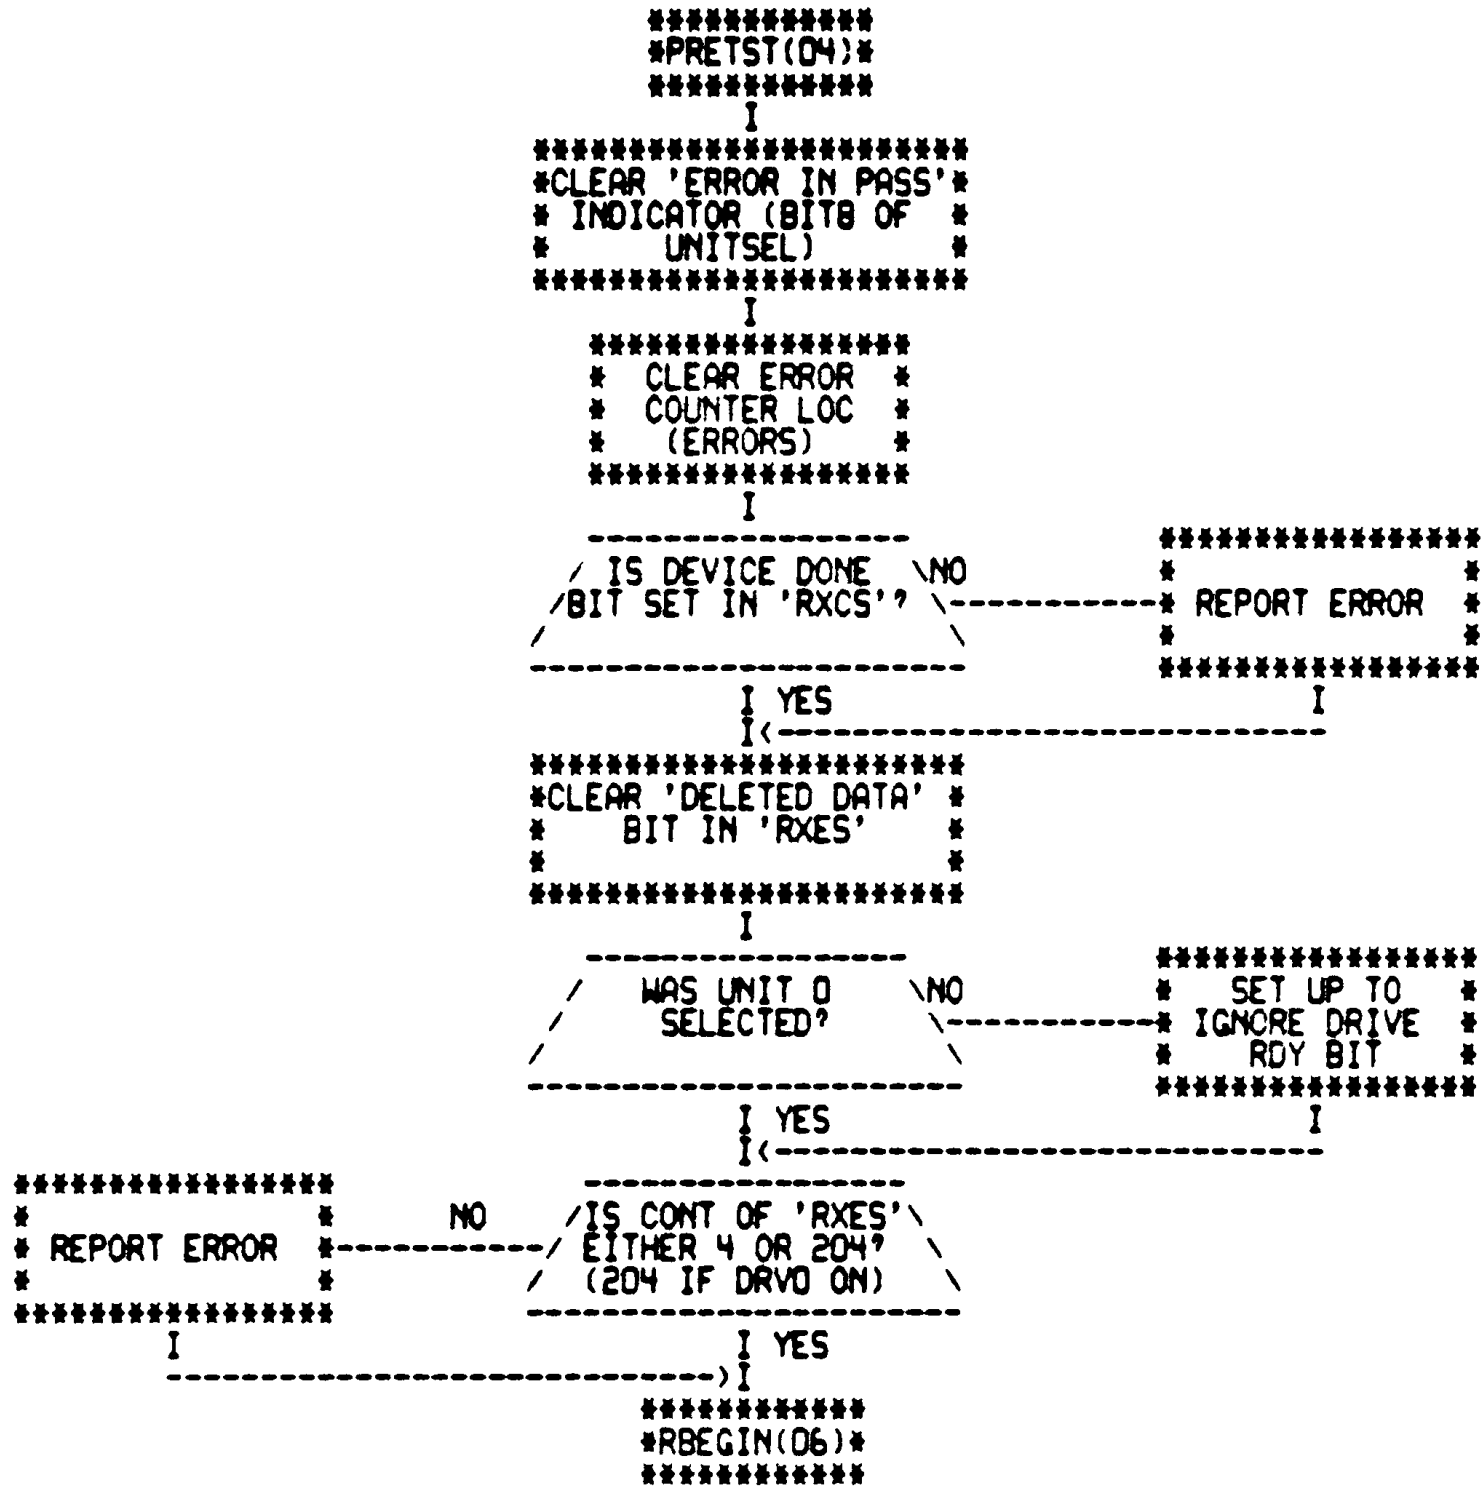 *PRETST(04)*
I
*CLEAR 'ERROR IN PASS'*
* INDICATOR (BIT8 OF *
* UNITSEL) *
I
* CLEAR ERROR *
* COUNTER LOC *
* (ERRORS) *
I
IS DEVICE DONE NO
BIT SET IN 'RXCS'?
* REPORT ERROR *
I YES
I
*CLEAR 'DELETED DATA' *
* BIT IN 'RXES' *
I
WAS UNIT 0 NO
SELECTED?
* SET UP TO *
* IGNORE DRIVE *
* RDY BIT *
I YES
I
NO IS CONT OF 'RXES'
EITHER 4 OR 204?
(204 IF DRV0 ON)
* REPORT ERROR *
I YES
I
*RBEGIN(06)*